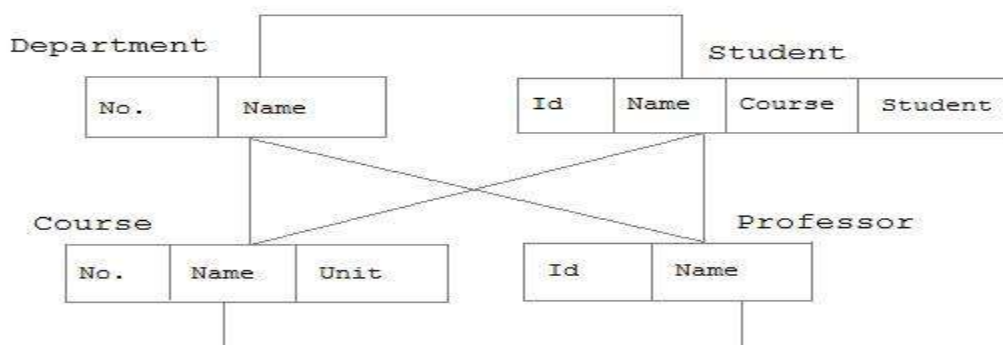 Department
Student
No. Name
Id Name Course Student
Course
Professor
No. Name Unit
Id Name